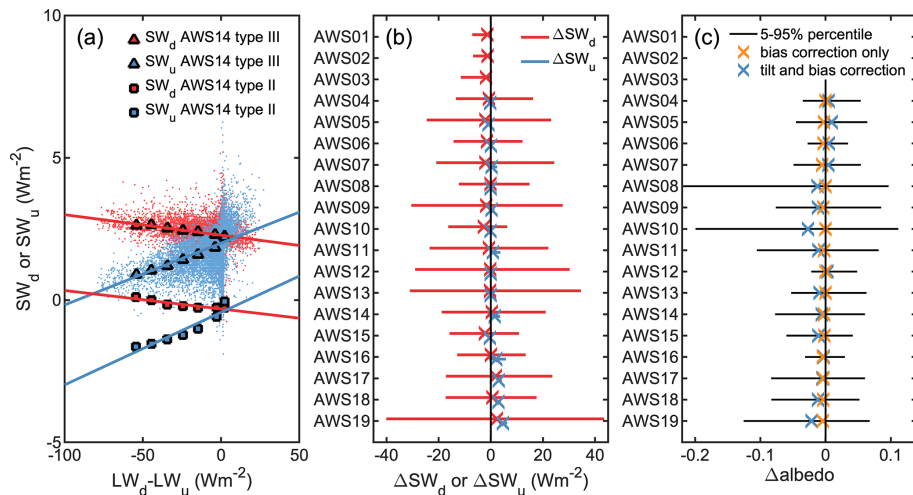 (a)
SWd AWS14 type III
SWu AWS14 type III
SWd AWS14 type II
SWu AWS14 type II
10
5
0
-5
SWd or SWu (Wm-2)
-100
-50
0
50
LWd-LWu (Wm-2)
(b)
ΔSWd
ΔSWu
AWS01
AWS02
AWS03
AWS04
AWS05
AWS06
AWS07
AWS08
AWS09
AWS10
AWS11
AWS12
AWS13
AWS14
AWS15
AWS16
AWS17
AWS18
AWS19
-40
-20
0
20
40
ΔSWd or ΔSWu (Wm-2)
(c)
5-95% percentile
bias correction only
tilt and bias correction
AWS01
AWS02
AWS03
AWS04
AWS05
AWS06
AWS07
AWS08
AWS09
AWS10
AWS11
AWS12
AWS13
AWS14
AWS15
AWS16
AWS17
AWS18
AWS19
-0.2
-0.1
0
0.1
Δalbedo